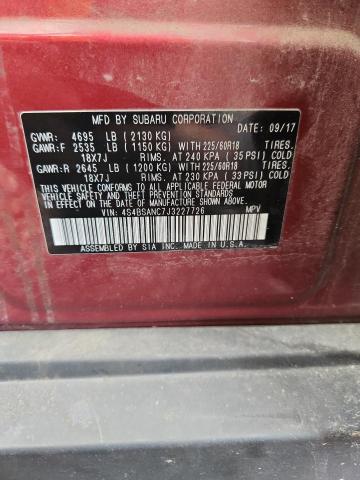 MFD BY SUBARU CORPORATION
DATE: 09/17
GVWR: 4695 LB (2130 KG)
GAWR:F 2535 LB (1150 KG) WITH 225/60R18 TIRES.
18X7J RIMS. AT 240 KPA (35 PSI) COLD
GAWR:R 2645 LB (1200 KG) WITH 225/60R18 TIRES.
18X7J RIMS. AT 230 KPA (33 PSI) COLD
THIS VEHICLE CONFORMS TO ALL APPLICABLE FEDERAL MOTOR
VEHICLE SAFETY, BUMPER, AND THEFT PREVENTION STANDARDS
IN EFFECT ON THE DATE OF MANUFACTURE SHOWN ABOVE.
VIN: 4S4BSANC7J3227726 MPV
ASSEMBLED BY SIA INC. IN U.S.A.